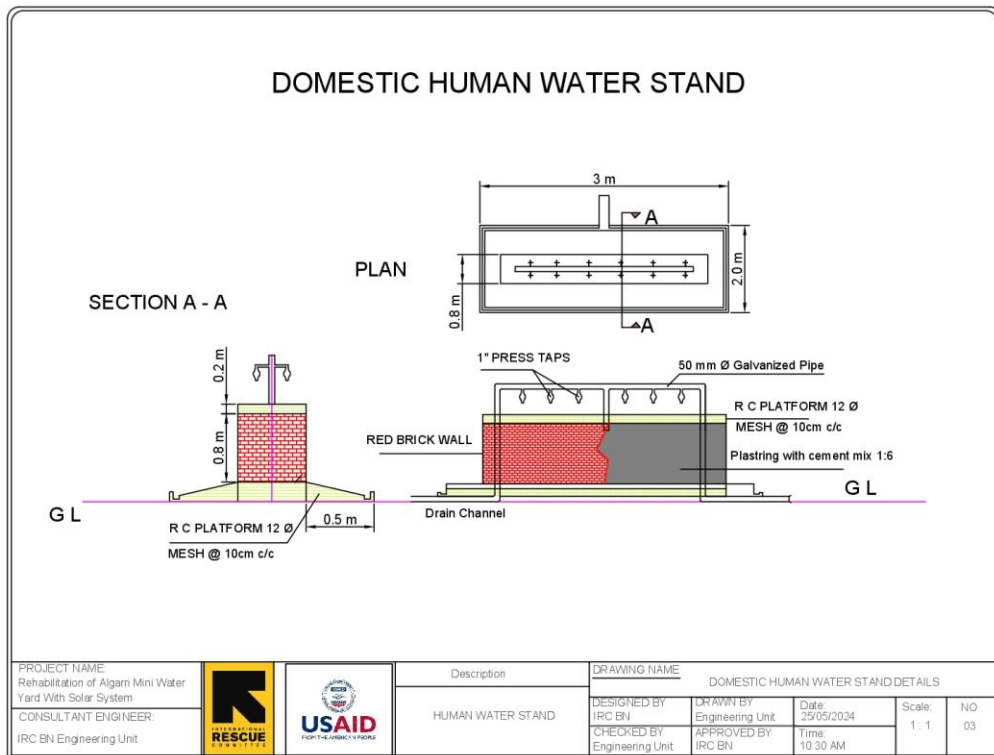 DOMESTIC HUMAN WATER STAND
3 m
A
PLAN
0.8 m
2.0 m
A
SECTION A - A
0.2 m
0.8 m
G L
R C PLATFORM 12 Ø
MESH @ 10cm c/c
0.5 m
1" PRESS TAPS
50 mm Ø Galvanized Pipe
R C PLATFORM 12 Ø
MESH @ 10cm c/c
RED BRICK WALL
Plastring with cement mix 1:6
G L
Drain Channel
PROJECT NAME:
Rehabilitation of Algarri Mini Water
Yard With Solar System
CONSULTANT ENGINEER:
IRC BN Engineering Unit
INTERNATIONAL
RESCUE
COMMITTEE
USAID
FROM THE AMERICAN PEOPLE
Description
HUMAN WATER STAND
DRAWING NAME
DOMESTIC HUMAN WATER STAND DETAILS
DESIGNED BY
IRC BN
DRAWN BY
Engineering Unit
Date:
25/05/2024
Scale:
1 : 1
NO
03
CHECKED BY
Engineering Unit
APPROVED BY
IRC BN
Time:
10:30 AM